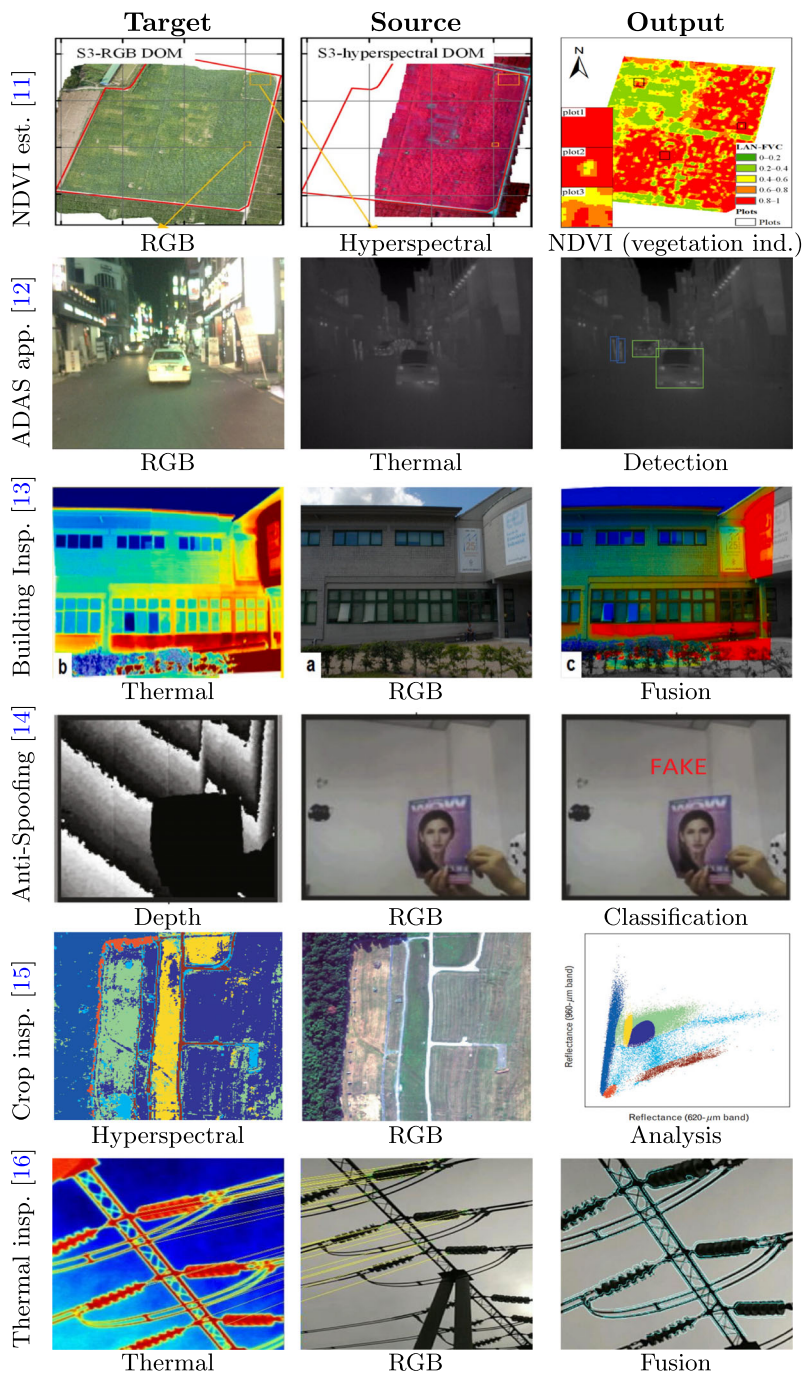 Target Source Output
NDVI est. [11]
S3-RGB DOM
S3-hyperspectral DOM
N
plot1
plot2
plot3
LAN-FVC
0–0.2
0.2–0.4
0.4–0.6
0.6–0.8
0.8–1
Plots
Plots
RGB Hyperspectral NDVI (vegetation ind.)
ADAS app. [12]
RGB Thermal Detection
Building Insp. [13]
b
a
c
Thermal RGB Fusion
Anti-Spoofing [14]
WOW
FAKE
WOW
Depth RGB Classification
Crop insp. [15]
Reflectance (960-μm band)
Reflectance (620-μm band)
Hyperspectral RGB Analysis
Thermal insp. [16]
Thermal RGB Fusion